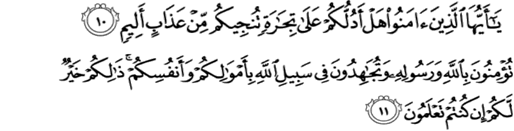 يَـٰٓأَيُّهَا ٱلَّذِينَ ءَامَنُوا۟ هَلْ أَدُلُّكُمْ عَلَىٰ تِجَـٰرَةٍ تُنجِيكُم مِّنْ عَذَابٍ أَلِيمٍ ١٠
تُؤْمِنُونَ بِٱللَّهِ وَرَسُولِهِۦ وَتُجَـٰهِدُونَ فِى سَبِيلِ ٱللَّهِ بِأَمْوَٰلِكُمْ وَأَنفُسِكُمْ ۚ ذَٰلِكُمْ خَيْرٌ
لَّكُمْ إِن كُنتُمْ تَعْلَمُونَ ١١